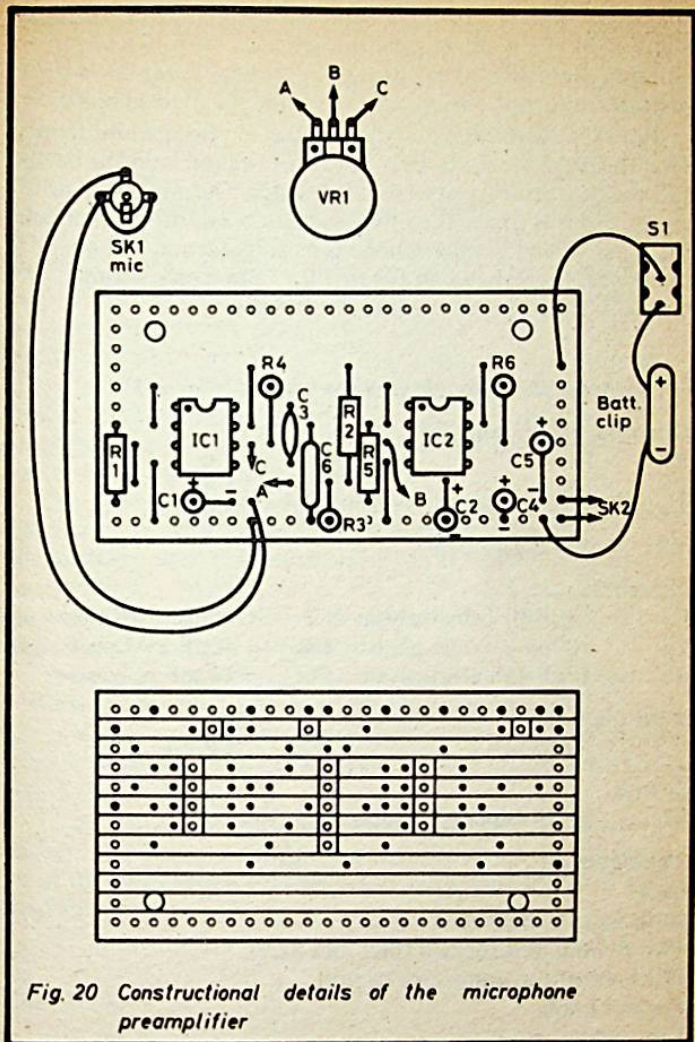 A B C
VR1
SK1
mic
S1
R4 R6
C3 R2
IC1 IC2
Batt.
clip
+
−
R1 C R5 C5 +
C6
C1 + − A B + C2 + C4 −
SK2
R3
− −
Fig. 20 Constructional details of the microphone
preamplifier